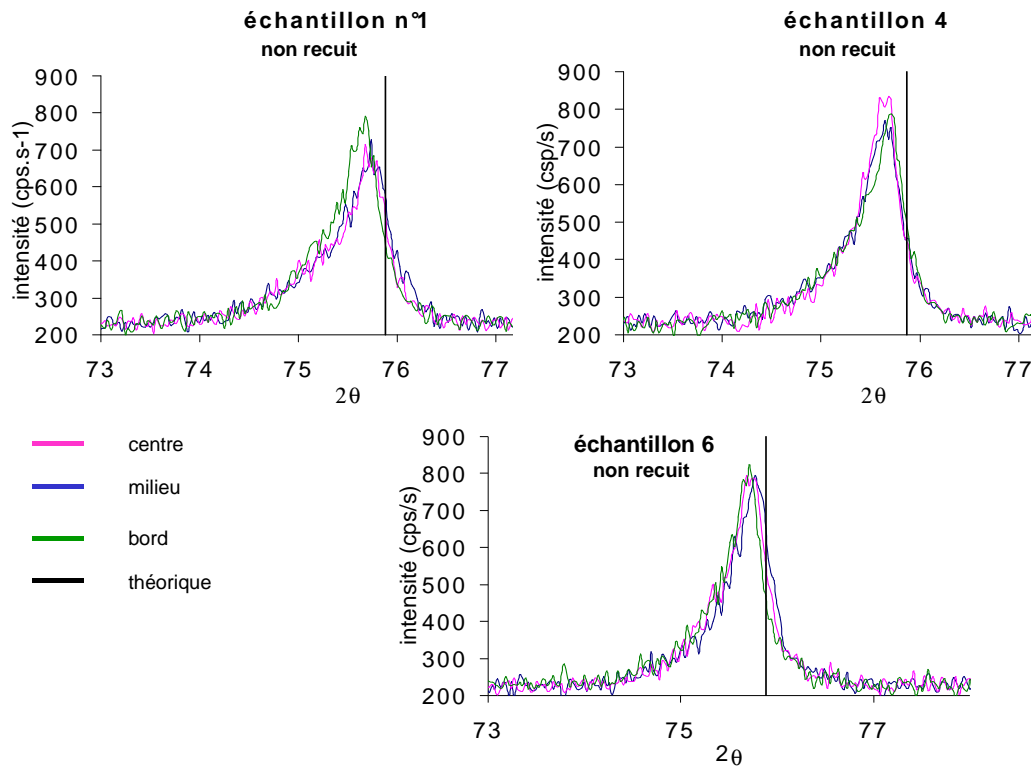 échantillon n°1
non recuit
intensité (cps.s-1)
900
800
700
600
500
400
300
200
73 74 75 76 77
2θ
échantillon 4
non recuit
intensité (csp/s)
900
800
700
600
500
400
300
200
73 74 75 76 77
2θ
centre
milieu
bord
théorique
échantillon 6
non recuit
intensité (cps/s)
900
800
700
600
500
400
300
200
73 75 77
2θ